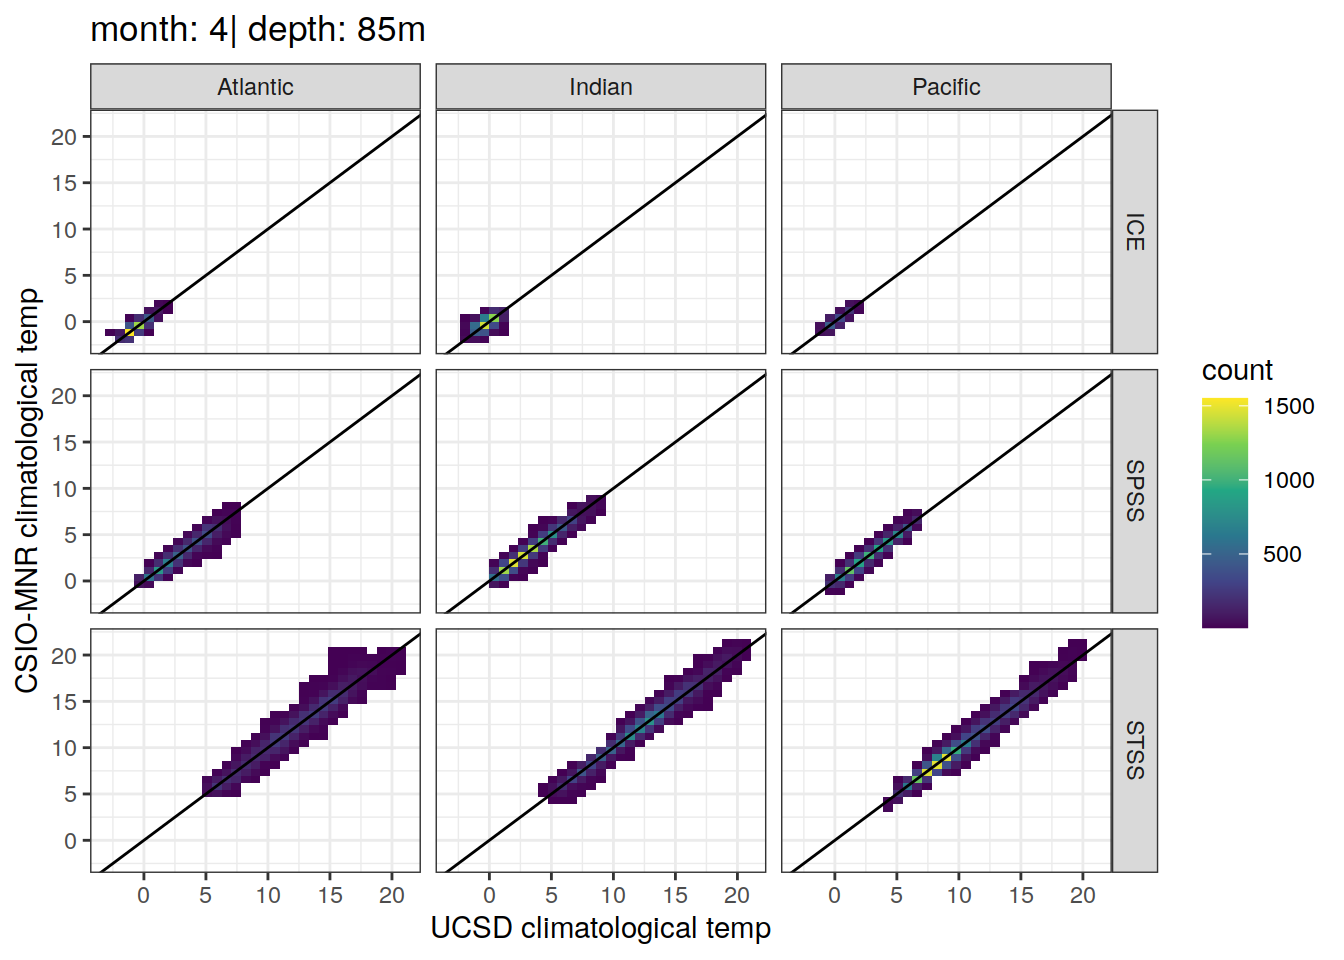 month: 4| depth: 85m
Atlantic
Indian
Pacific
20
15
10
5
0
ICE
20
15
10
5
0
SPSS
20
15
10
5
0
STSS
0 5 10 15 20
0 5 10 15 20
0 5 10 15 20
UCSD climatological temp
CSIO-MNR climatological temp
count
1500
1000
500